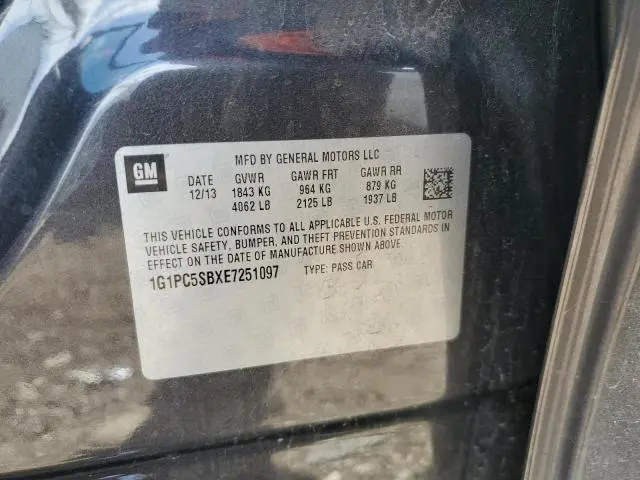 GM
MFD BY GENERAL MOTORS LLC
DATE GVWR GAWR FRT GAWR RR
12/13 1843 KG 964 KG 879 KG
4062 LB 2125 LB 1937 LB
THIS VEHICLE CONFORMS TO ALL APPLICABLE U.S. FEDERAL MOTOR
VEHICLE SAFETY, BUMPER, AND THEFT PREVENTION STANDARDS IN
EFFECT ON THE DATE OF MANUFACTURE SHOWN ABOVE.
1G1PC5SBXE7251097 TYPE: PASS CAR